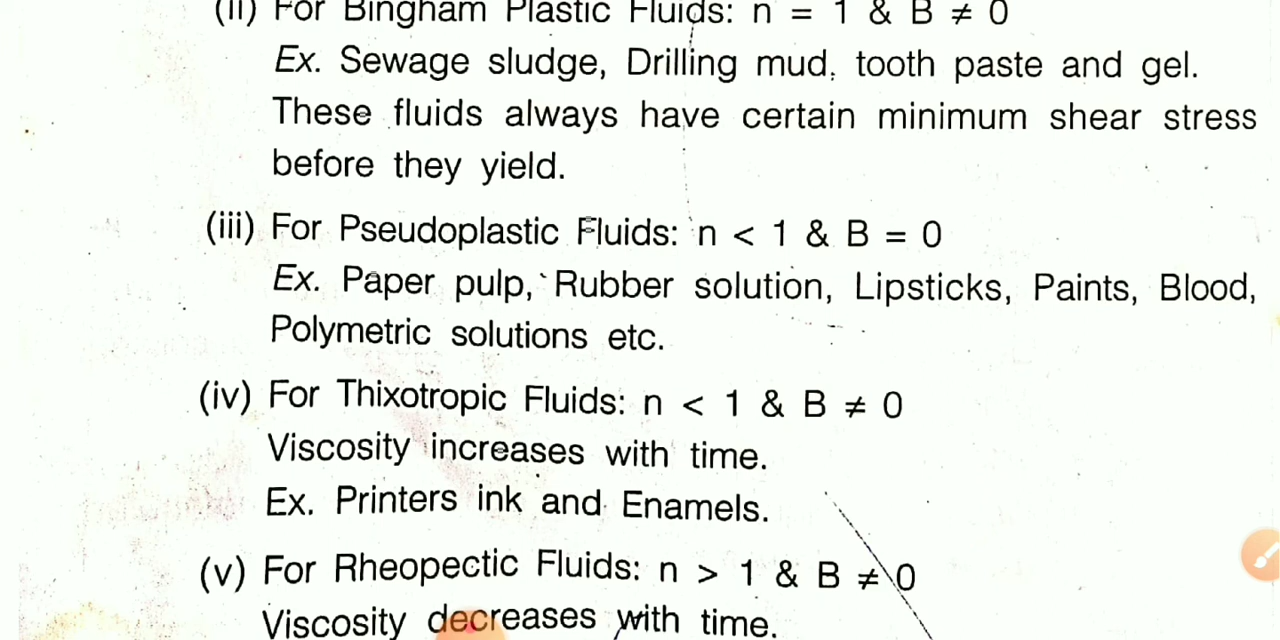 (ii) For Bingham Plastic Fluids: n = 1 & B ≠ 0
Ex. Sewage sludge, Drilling mud, tooth paste and gel.
These fluids always have certain minimum shear stress
before they yield.
(iii) For Pseudoplastic Fluids: n < 1 & B = 0
Ex. Paper pulp, Rubber solution, Lipsticks, Paints, Blood,
Polymetric solutions etc.
(iv) For Thixotropic Fluids: n < 1 & B ≠ 0
Viscosity increases with time.
Ex. Printers ink and Enamels.
(v) For Rheopectic Fluids: n > 1 & B ≠ 0
Viscosity decreases with time.